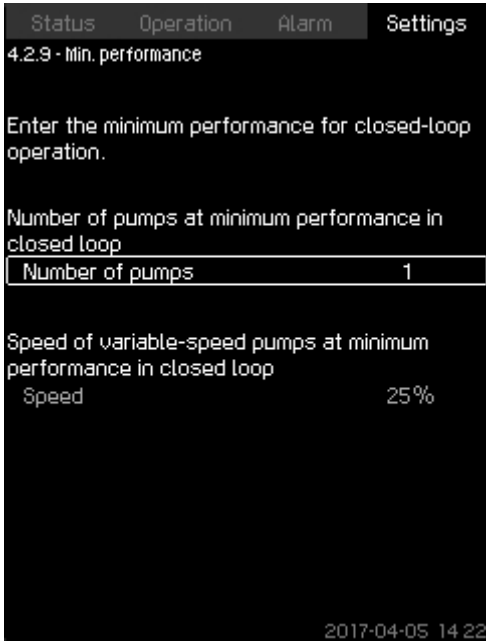 Status Operation Alarm Settings
4.2.9 - Min. performance
Enter the minimum performance for closed-loop
operation.
Number of pumps at minimum performance in
closed loop
Number of pumps 1
Speed of variable-speed pumps at minimum
performance in closed loop
Speed 25%
2017-04-05 14:22